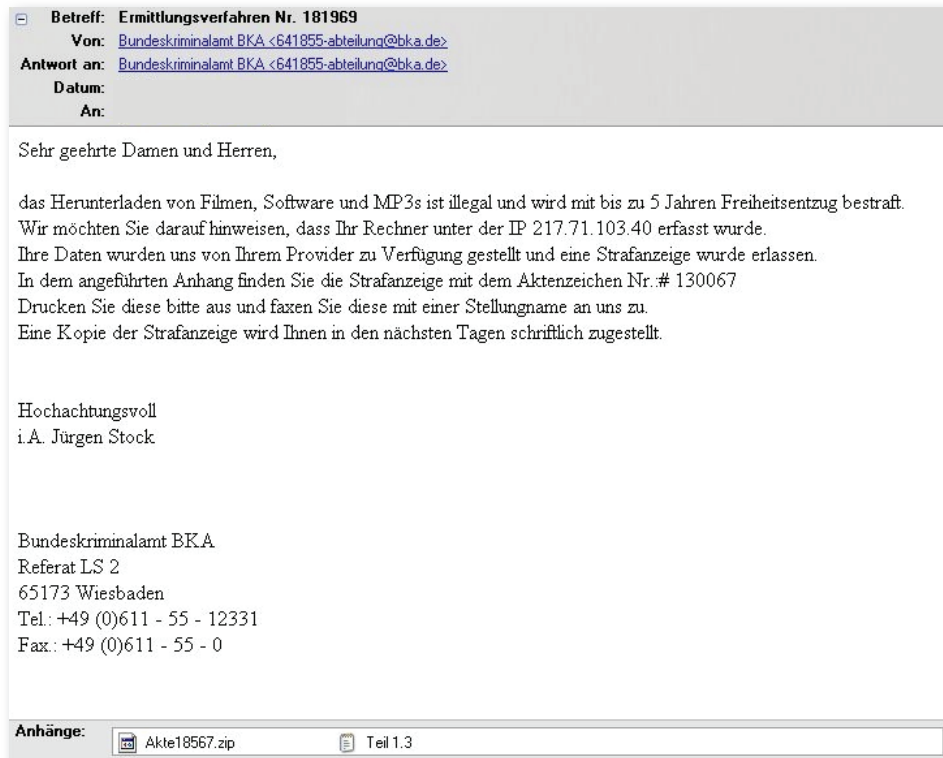 Betreff: Ermittlungsverfahren Nr. 181969
Von: Bundeskriminalamt BKA <641855-abteilung@bka.de>
Antwort an: Bundeskriminalamt BKA <641855-abteilung@bka.de>
Datum:
An:
Sehr geehrte Damen und Herren,
das Herunterladen von Filmen, Software und MP3s ist illegal und wird mit bis zu 5 Jahren Freiheitsentzug bestraft.
Wir möchten Sie darauf hinweisen, dass Ihr Rechner unter der IP 217.71.103.40 erfasst wurde.
Ihre Daten wurden uns von Ihrem Provider zu Verfügung gestellt und eine Strafanzeige wurde erlassen.
In dem angeführten Anhang finden Sie die Strafanzeige mit dem Aktenzeichen Nr.:# 130067
Drucken Sie diese bitte aus und faxen Sie diese mit einer Stellungname an uns zu.
Eine Kopie der Strafanzeige wird Ihnen in den nächsten Tagen schriftlich zugestellt.
Hochachtungsvoll
i.A. Jürgen Stock
Bundeskriminalamt BKA
Referat LS 2
65173 Wiesbaden
Tel.: +49 (0)611 - 55 - 12331
Fax.: +49 (0)611 - 55 - 0
Anhänge: Akte18567.zip Teil 1.3